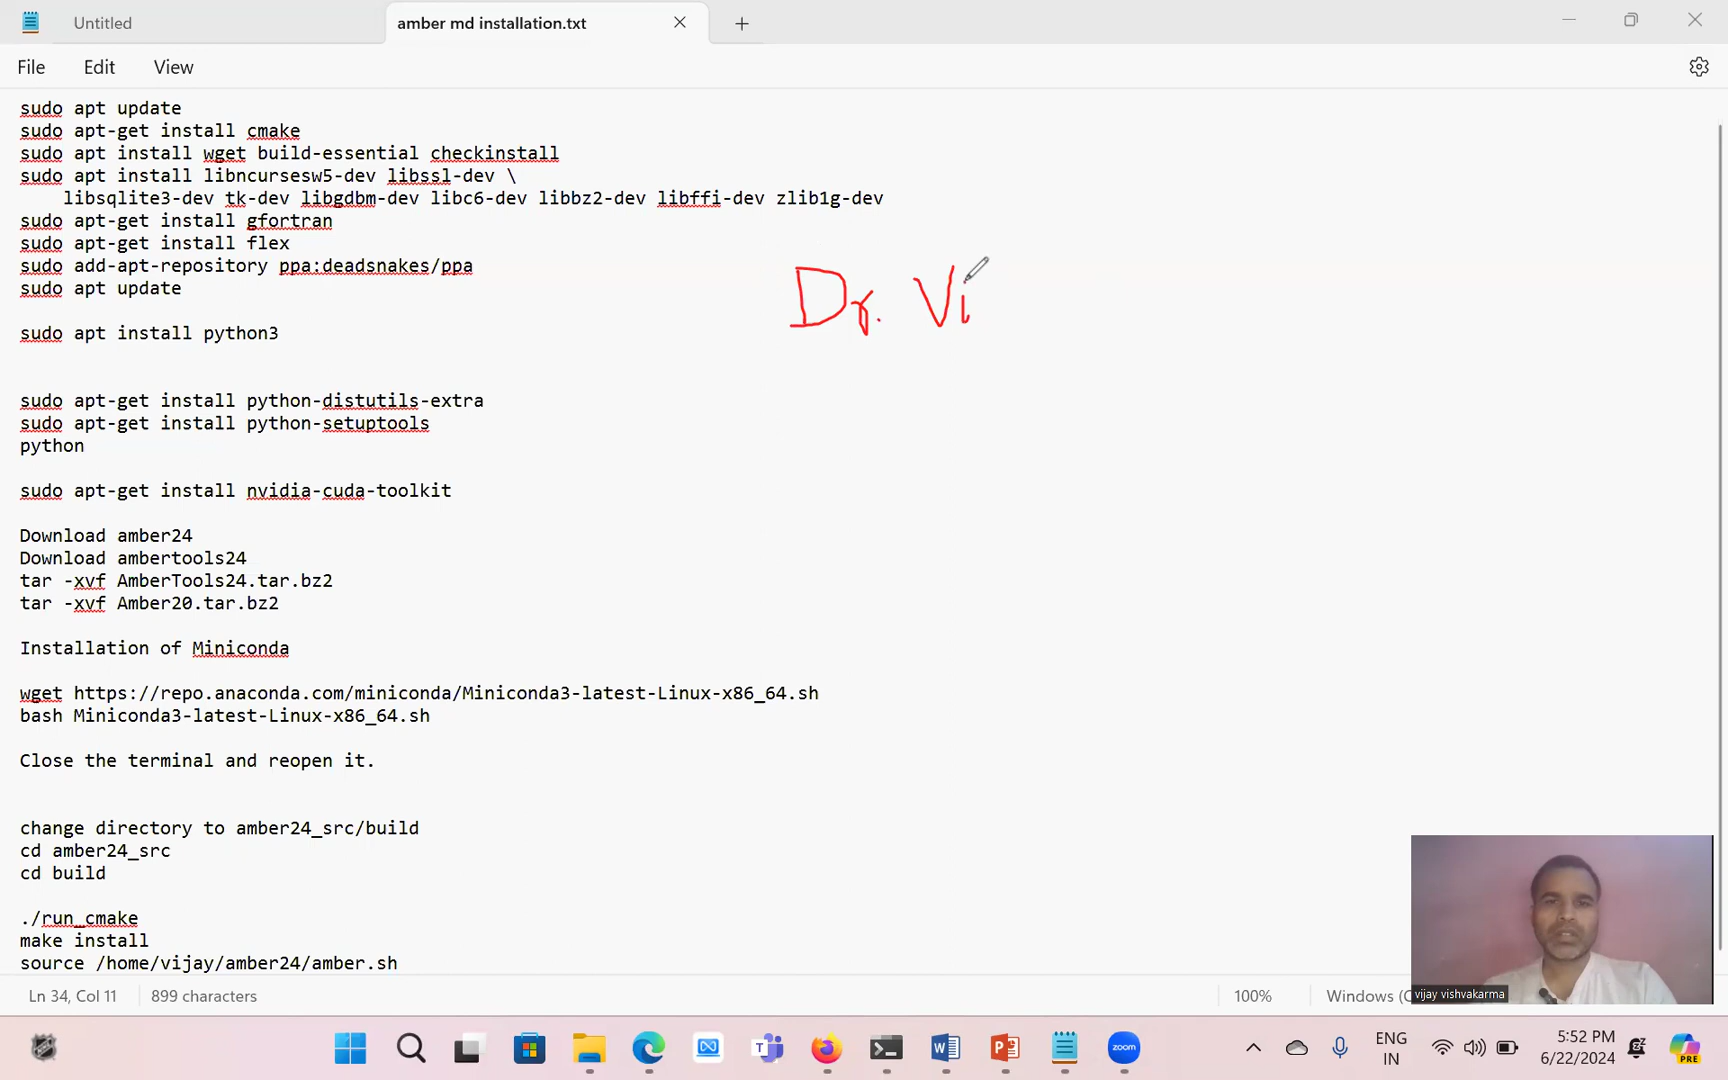 Untitled
amber md installation.txt
File Edit View
sudo apt update
sudo apt-get install cmake
sudo apt install wget build-essential checkinstall
sudo apt install libncursesw5-dev libssl-dev \
libsqlite3-dev tk-dev libgdbm-dev libc6-dev libbz2-dev libffi-dev zlib1g-dev
sudo apt-get install gfortran
sudo apt-get install flex
sudo add-apt-repository ppa:deadsnakes/ppa
sudo apt update
Dr. Vi
sudo apt install python3
sudo apt-get install python-distutils-extra
sudo apt-get install python-setuptools
python
sudo apt-get install nvidia-cuda-toolkit
Download amber24
Download ambertools24
tar -xvf AmberTools24.tar.bz2
tar -xvf Amber20.tar.bz2
Installation of Miniconda
wget https://repo.anaconda.com/miniconda/Miniconda3-latest-Linux-x86_64.sh
bash Miniconda3-latest-Linux-x86_64.sh
Close the terminal and reopen it.
change directory to amber24_src/build
cd amber24_src
cd build
./run_cmake
make install
source /home/vijay/amber24/amber.sh
vijay vishvakarma
Ln 34, Col 11 899 characters 100% Windows (C
zoom
ENG
IN
5:52 PM
6/22/2024
PRE